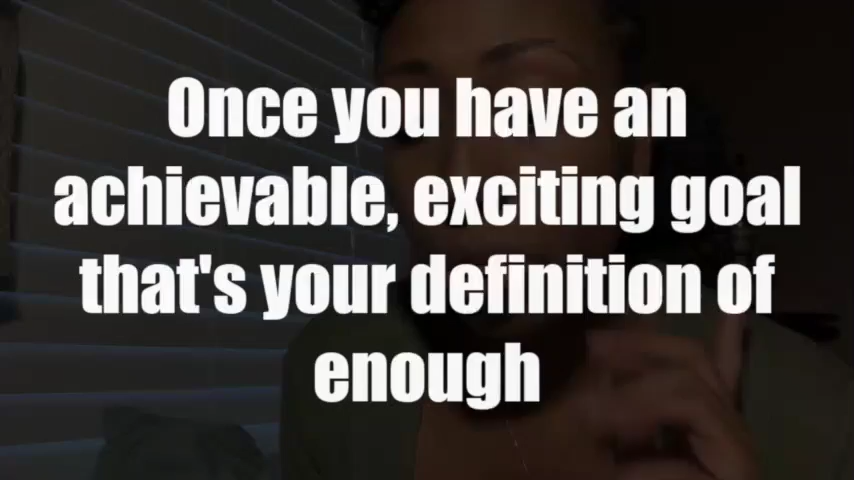 Once you have an
achievable, exciting goal
that's your definition of
enough